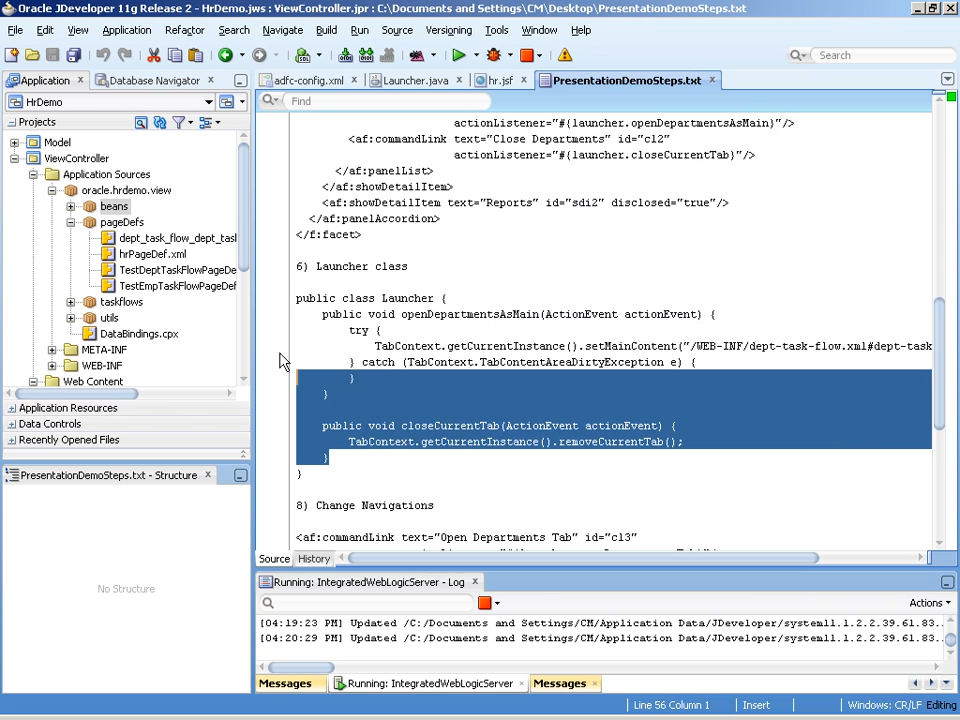 Oracle JDeveloper 11g Release 2 - HrDemo.jws : ViewController.jpr : C:\Documents and Settings\CM\Desktop\PresentationDemoSteps.txt
File Edit View Application Refactor Search Navigate Build Run Source Versioning Tools Window Help
Search
Application
Database Navigator
adfc-config.xml
Launcher.java
hr.jsf
PresentationDemoSteps.txt
HrDemo
Find
Projects
Model
ViewController
Application Sources
oracle.hrdemo.view
beans
pageDefs
dept_task_flow_dept_tas
hrPageDef.xml
TestDeptTaskFlowPageDe
TestEmpTaskFlowPageDef
taskflows
utils
DataBindings.cpx
META-INF
WEB-INF
Web Content
Application Resources
Data Controls
Recently Opened Files
PresentationDemoSteps.txt - Structure
No Structure
actionListener="#{launcher.openDepartmentsAsMain}"/>
<af:commandLink text="Close Departments" id="cl2"
actionListener="#{launcher.closeCurrentTab}"/>
</af:panelList>
</af:showDetailItem>
<af:showDetailItem text="Reports" id="sdi2" disclosed="true"/>
</af:panelAccordion>
</f:facet>
6) Launcher class
public class Launcher {
public void openDepartmentsAsMain(ActionEvent actionEvent) {
try {
TabContext.getCurrentInstance().setMainContent("/WEB-INF/dept-task-flow.xml#dept-task
} catch (TabContext.TabContentAreaDirtyException e) {
}
}
public void closeCurrentTab(ActionEvent actionEvent) {
TabContext.getCurrentInstance().removeCurrentTab();
}
}
8) Change Navigations
<af:commandLink text="Open Departments Tab" id="cl3"
Source History
Running: IntegratedWebLogicServer - Log
Actions
[04:19:23 PM] Updated /C:/Documents and Settings/CM/Application Data/JDeveloper/system11.1.2.2.39.61.83..
[04:20:29 PM] Updated /C:/Documents and Settings/CM/Application Data/JDeveloper/system11.1.2.2.39.61.83..
Messages
Running: IntegratedWebLogicServer
Messages
Line 56 Column 1
Insert
Windows: CR/LF
Editing